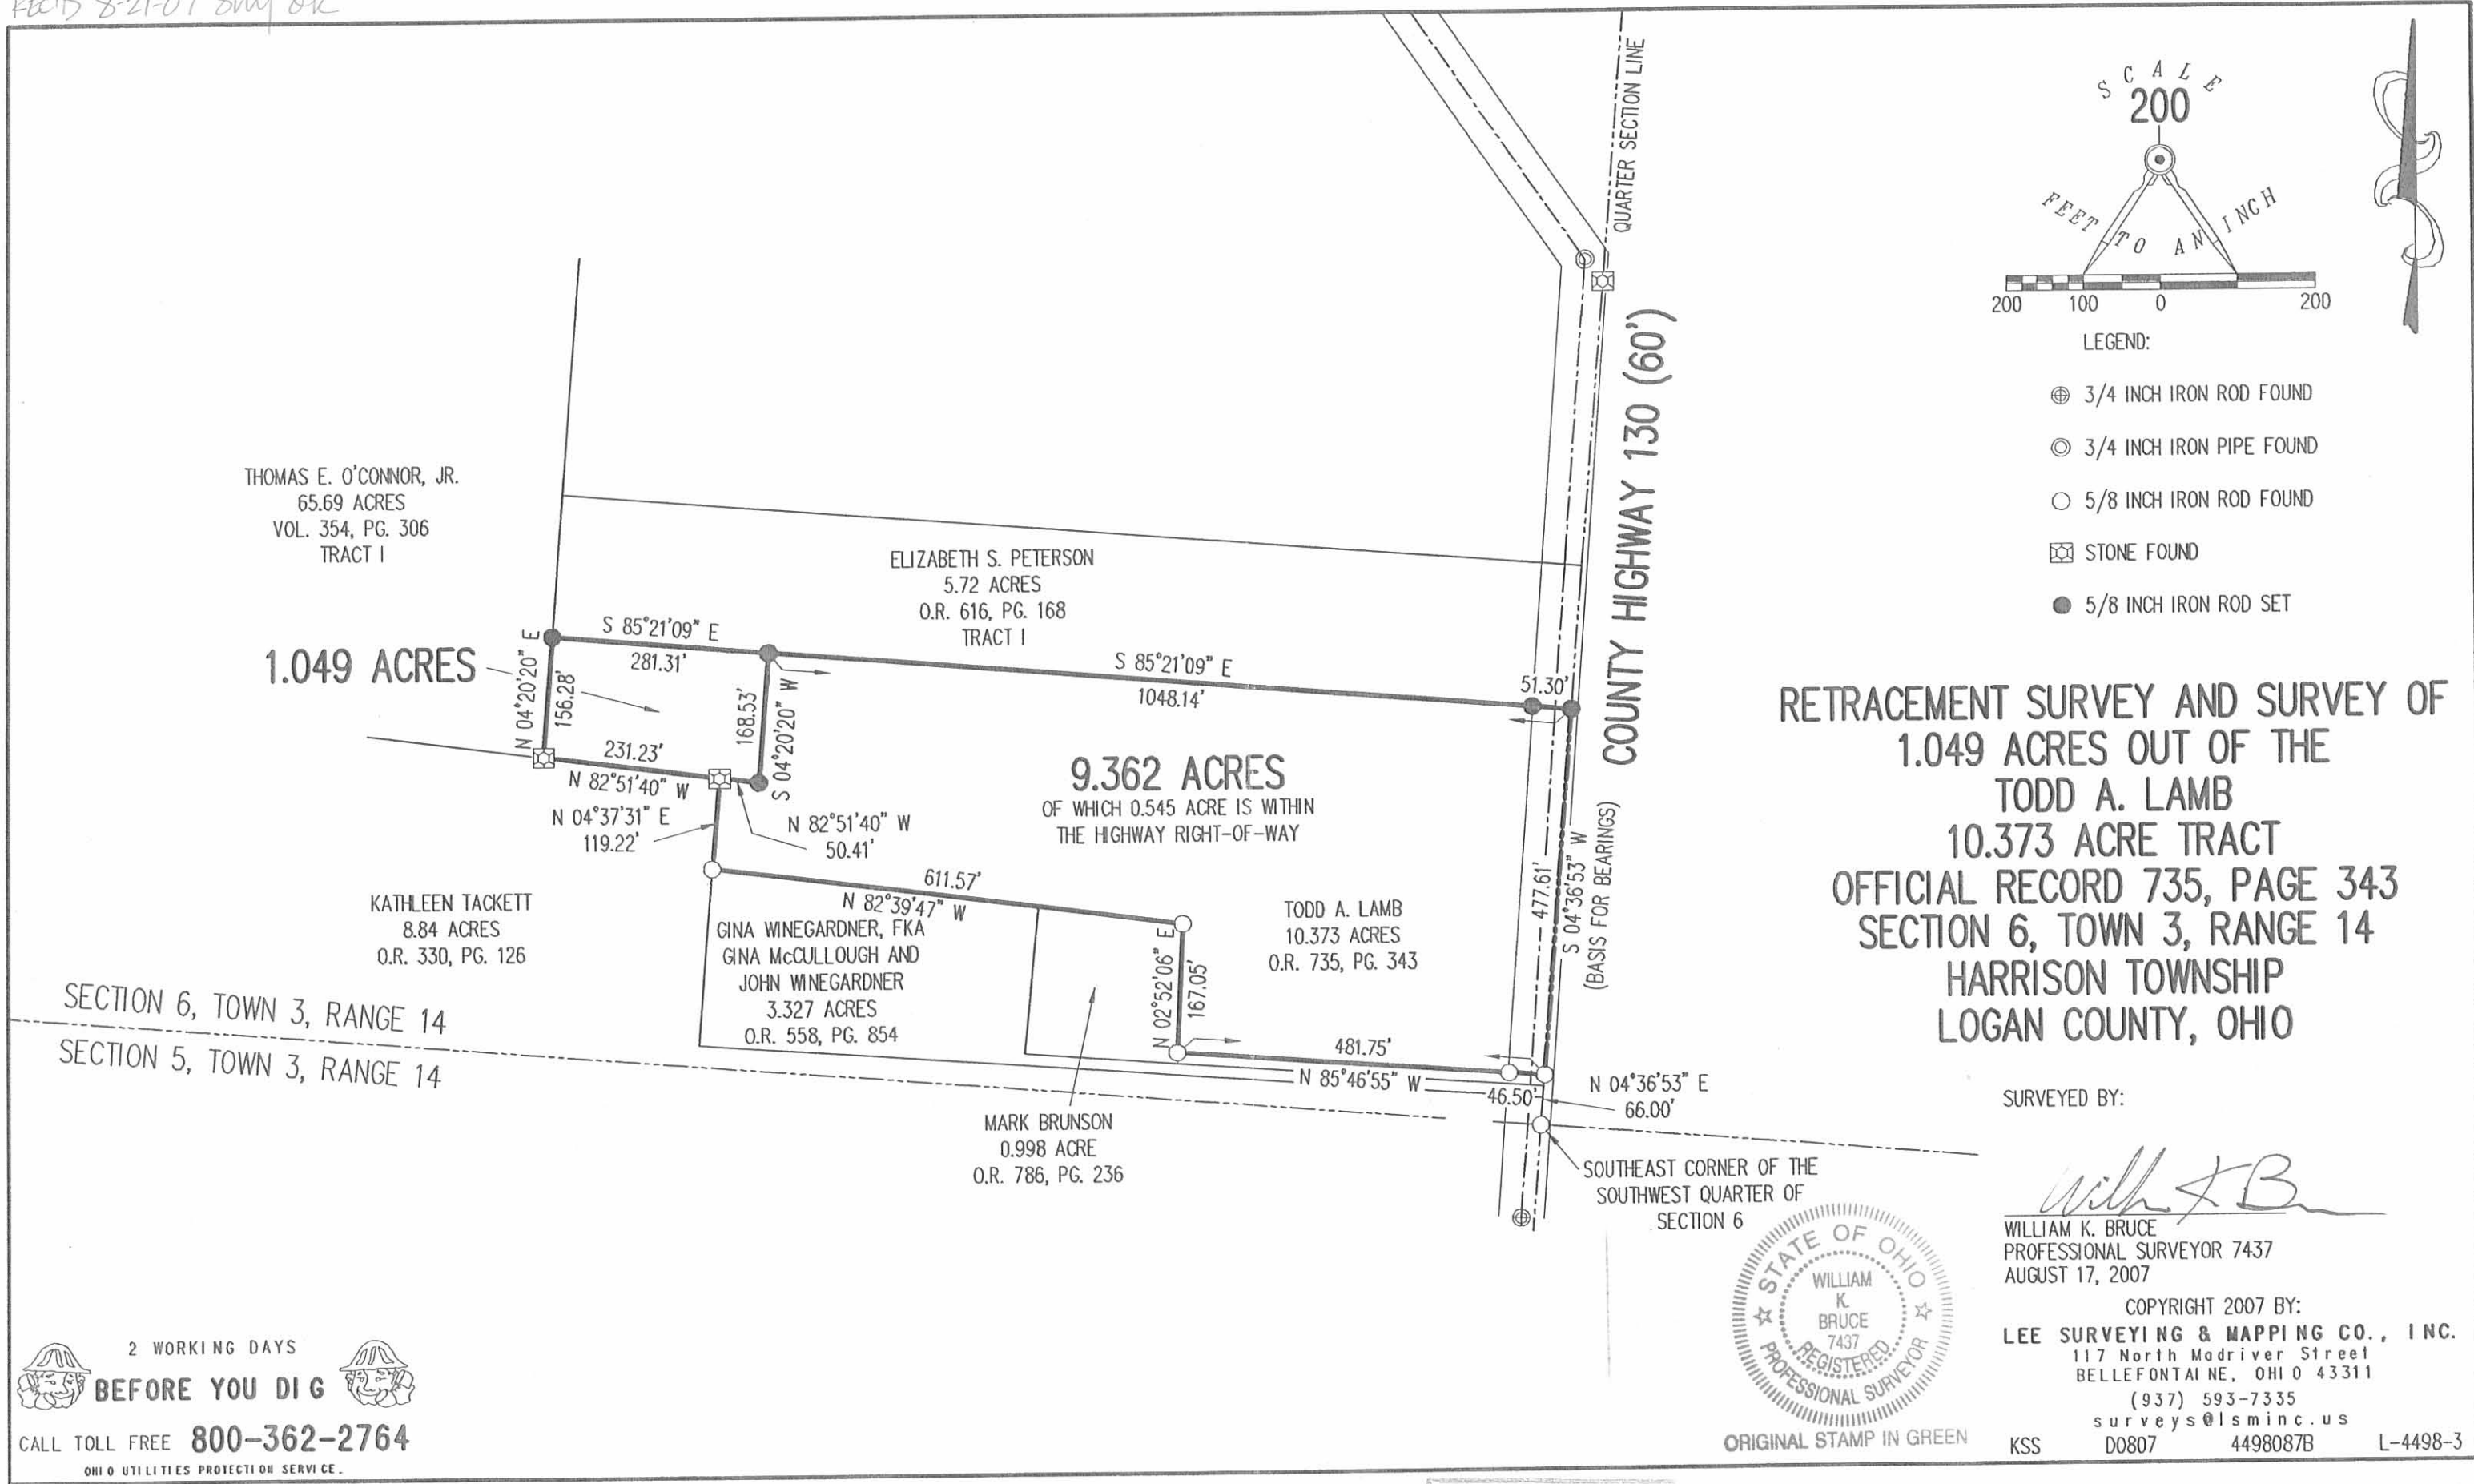 REC'D 8-21-07 OK
QUARTER SECTION LINE
SCALE
200
FEET TO AN INCH
200 100 0 200
LEGEND:
3/4 INCH IRON ROD FOUND
3/4 INCH IRON PIPE FOUND
5/8 INCH IRON ROD FOUND
STONE FOUND
5/8 INCH IRON ROD SET
THOMAS E. O'CONNOR, JR.
65.69 ACRES
VOL. 354, PG. 306
TRACT I
ELIZABETH S. PETERSON
5.72 ACRES
O.R. 616, PG. 168
TRACT I
COUNTY HIGHWAY 130 (60')
1.049 ACRES
N 04°20'20" E
156.28'
S 85°21'09" E
281.31'
168.53'
S 04°20'20" W
S 85°21'09" E
1048.14'
51.30'
231.23'
N 82°51'40" W
N 04°37'31" E
119.22'
N 82°51'40" W
50.41'
9.362 ACRES
OF WHICH 0.545 ACRE IS WITHIN
THE HIGHWAY RIGHT-OF-WAY
477.61'
S 04°36'53" W
(BASIS FOR BEARINGS)
611.57'
N 82°39'47" W
KATHLEEN TACKETT
8.84 ACRES
O.R. 330, PG. 126
GINA WINEGARDNER, FKA
GINA McCULLOUGH AND
JOHN WINEGARDNER
3.327 ACRES
O.R. 558, PG. 854
TODD A. LAMB
10.373 ACRES
O.R. 735, PG. 343
N 02°52'06" E
167.05'
481.75'
N 85°46'55" W
46.50'
N 04°36'53" E
66.00'
SECTION 6, TOWN 3, RANGE 14
SECTION 5, TOWN 3, RANGE 14
MARK BRUNSON
0.998 ACRE
O.R. 786, PG. 236
SOUTHEAST CORNER OF THE
SOUTHWEST QUARTER OF
SECTION 6
RETRACEMENT SURVEY AND SURVEY OF
1.049 ACRES OUT OF THE
TODD A. LAMB
10.373 ACRE TRACT
OFFICIAL RECORD 735, PAGE 343
SECTION 6, TOWN 3, RANGE 14
HARRISON TOWNSHIP
LOGAN COUNTY, OHIO
SURVEYED BY:
WILLIAM K. BRUCE
PROFESSIONAL SURVEYOR 7437
AUGUST 17, 2007
COPYRIGHT 2007 BY:
LEE SURVEYING & MAPPING CO., INC.
117 North Madriver Street
BELLEFONTAINE, OHIO 43311
(937) 593-7335
surveys@lsminc.us
KSS D0807 4498087B L-4498-3
STATE OF OHIO
WILLIAM
K.
BRUCE
7437
REGISTERED
PROFESSIONAL SURVEYOR
ORIGINAL STAMP IN GREEN
2 WORKING DAYS
BEFORE YOU DIG
CALL TOLL FREE 800-362-2764
OHIO UTILITIES PROTECTION SERVICE.